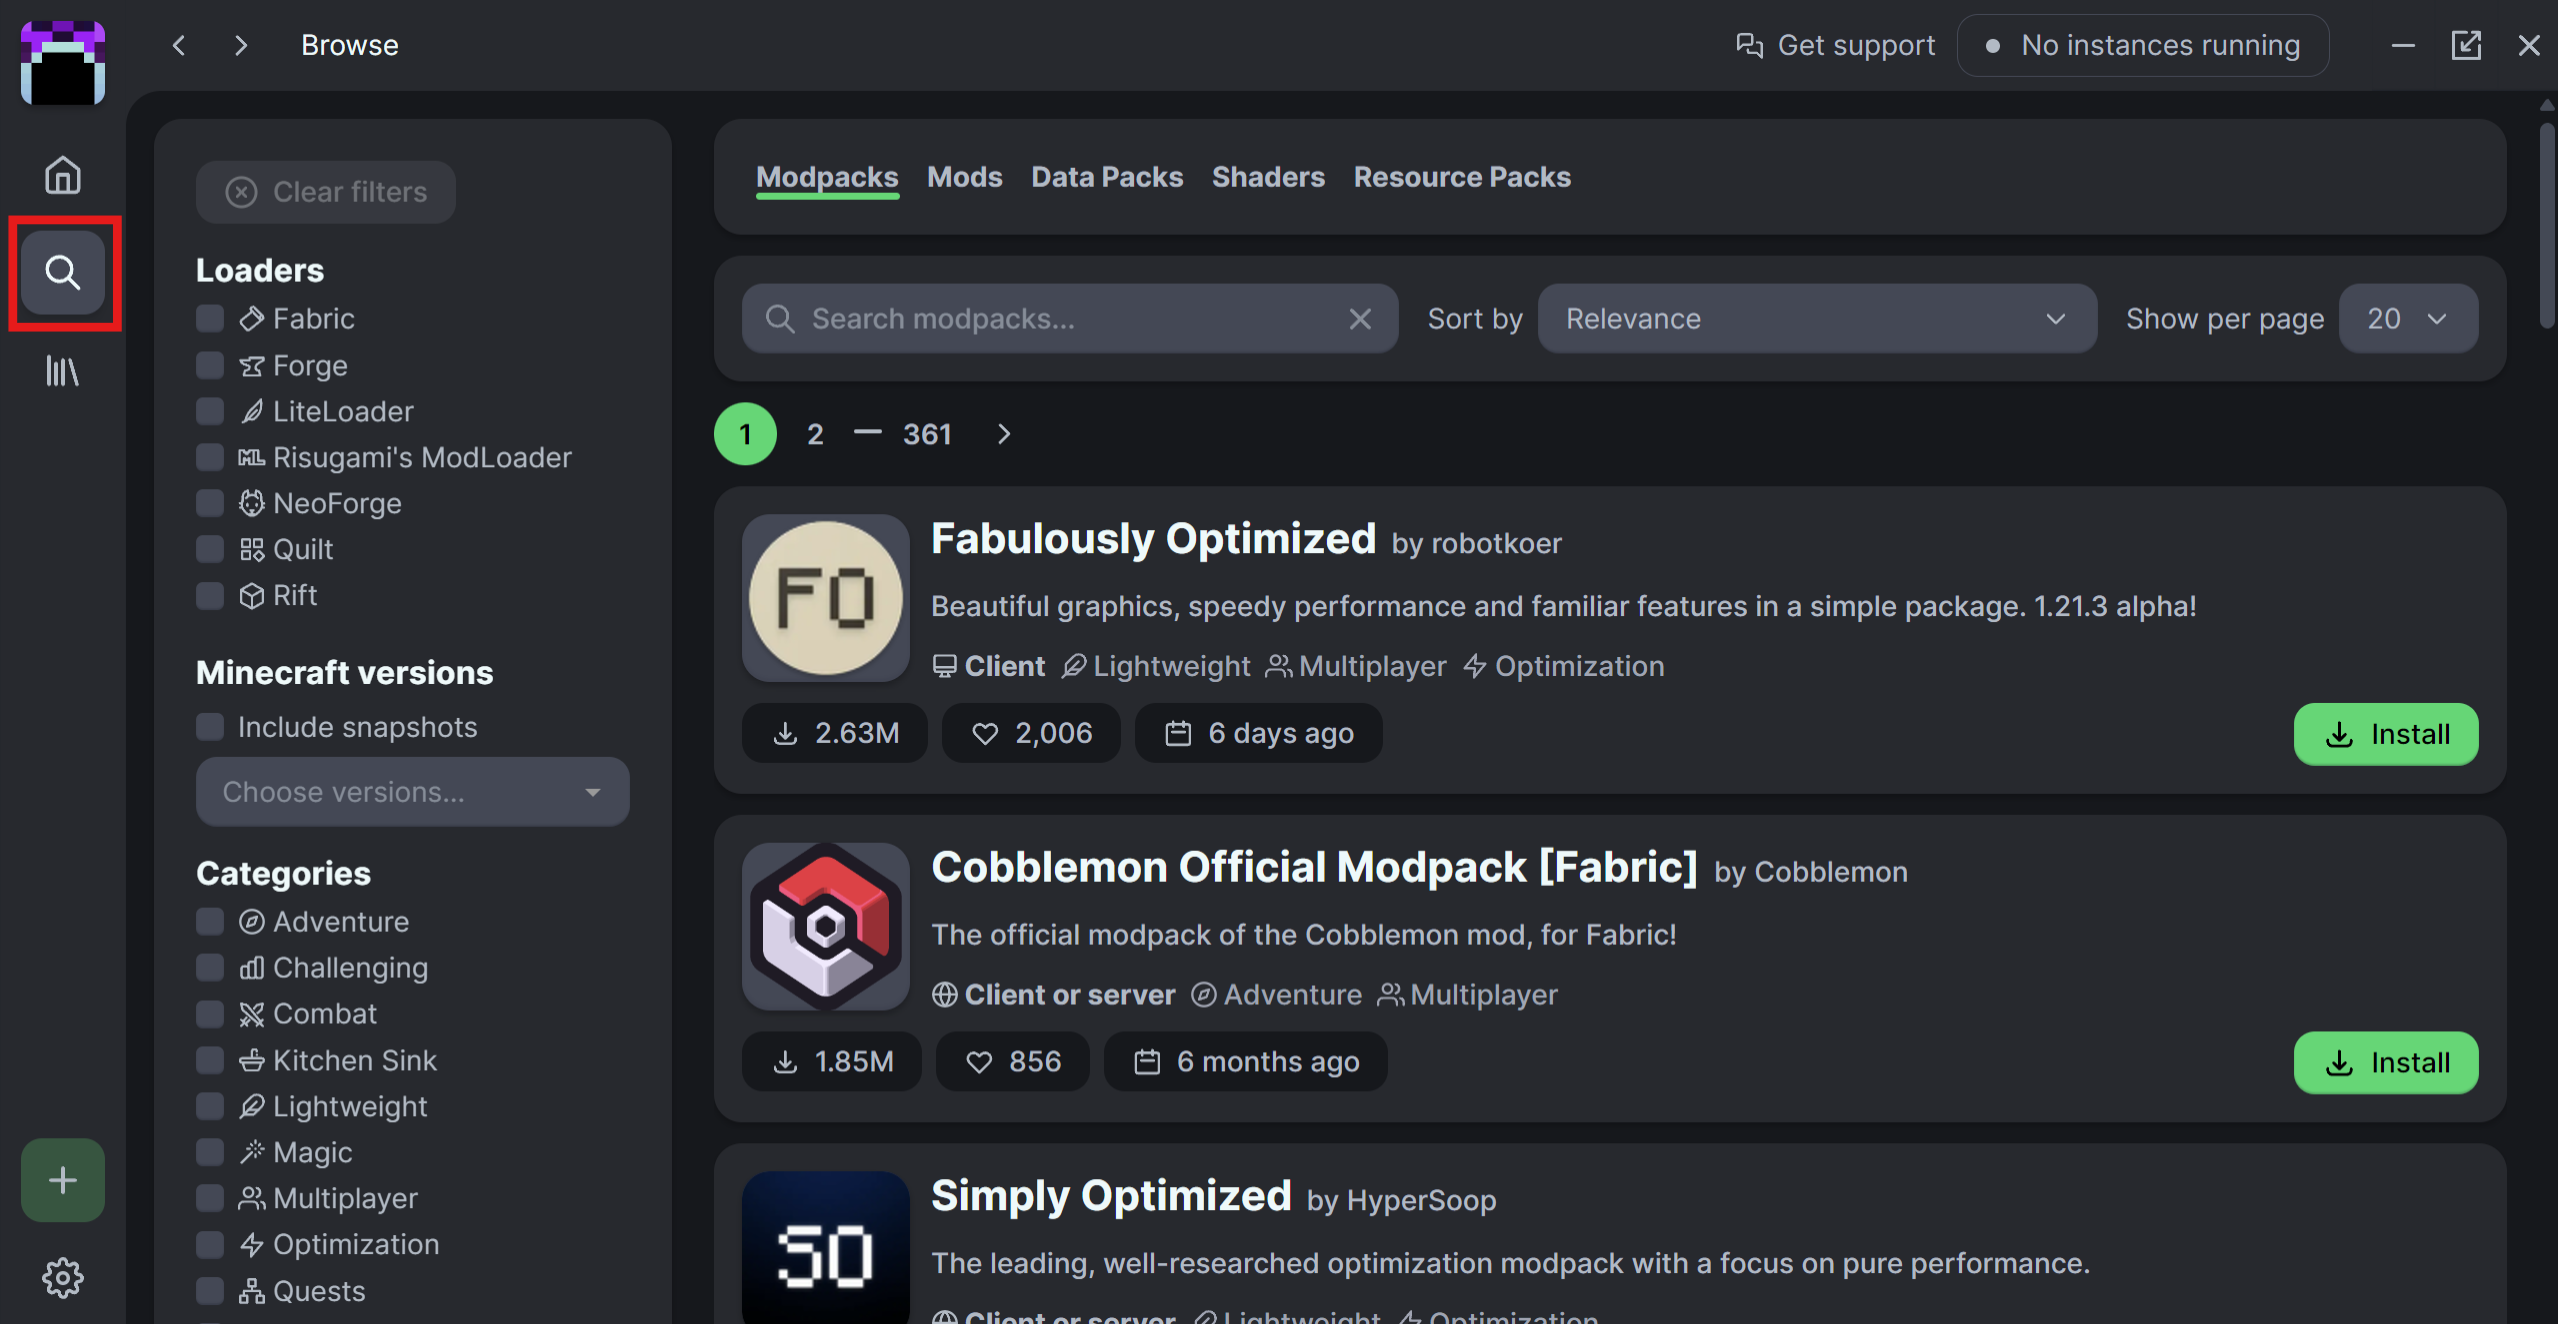 Browse
Get support
No instances running
Clear filters
Loaders
Fabric
Forge
LiteLoader
Risugami's ModLoader
NeoForge
Quilt
Rift
Minecraft versions
Include snapshots
Choose versions...
Categories
Adventure
Challenging
Combat
Kitchen Sink
Lightweight
Magic
Multiplayer
Optimization
Quests
Modpacks Mods Data Packs Shaders Resource Packs
Search modpacks... Sort by Relevance Show per page 20
1 2 — 361
FO
Fabulously Optimized by robotkoer
Beautiful graphics, speedy performance and familiar features in a simple package. 1.21.3 alpha!
Client Lightweight Multiplayer Optimization
2.63M 2,006 6 days ago Install
Cobblemon Official Modpack [Fabric] by Cobblemon
The official modpack of the Cobblemon mod, for Fabric!
Client or server Adventure Multiplayer
1.85M 856 6 months ago Install
SO
Simply Optimized by HyperSoop
The leading, well-researched optimization modpack with a focus on pure performance.
Client or server Lightweight Optimization